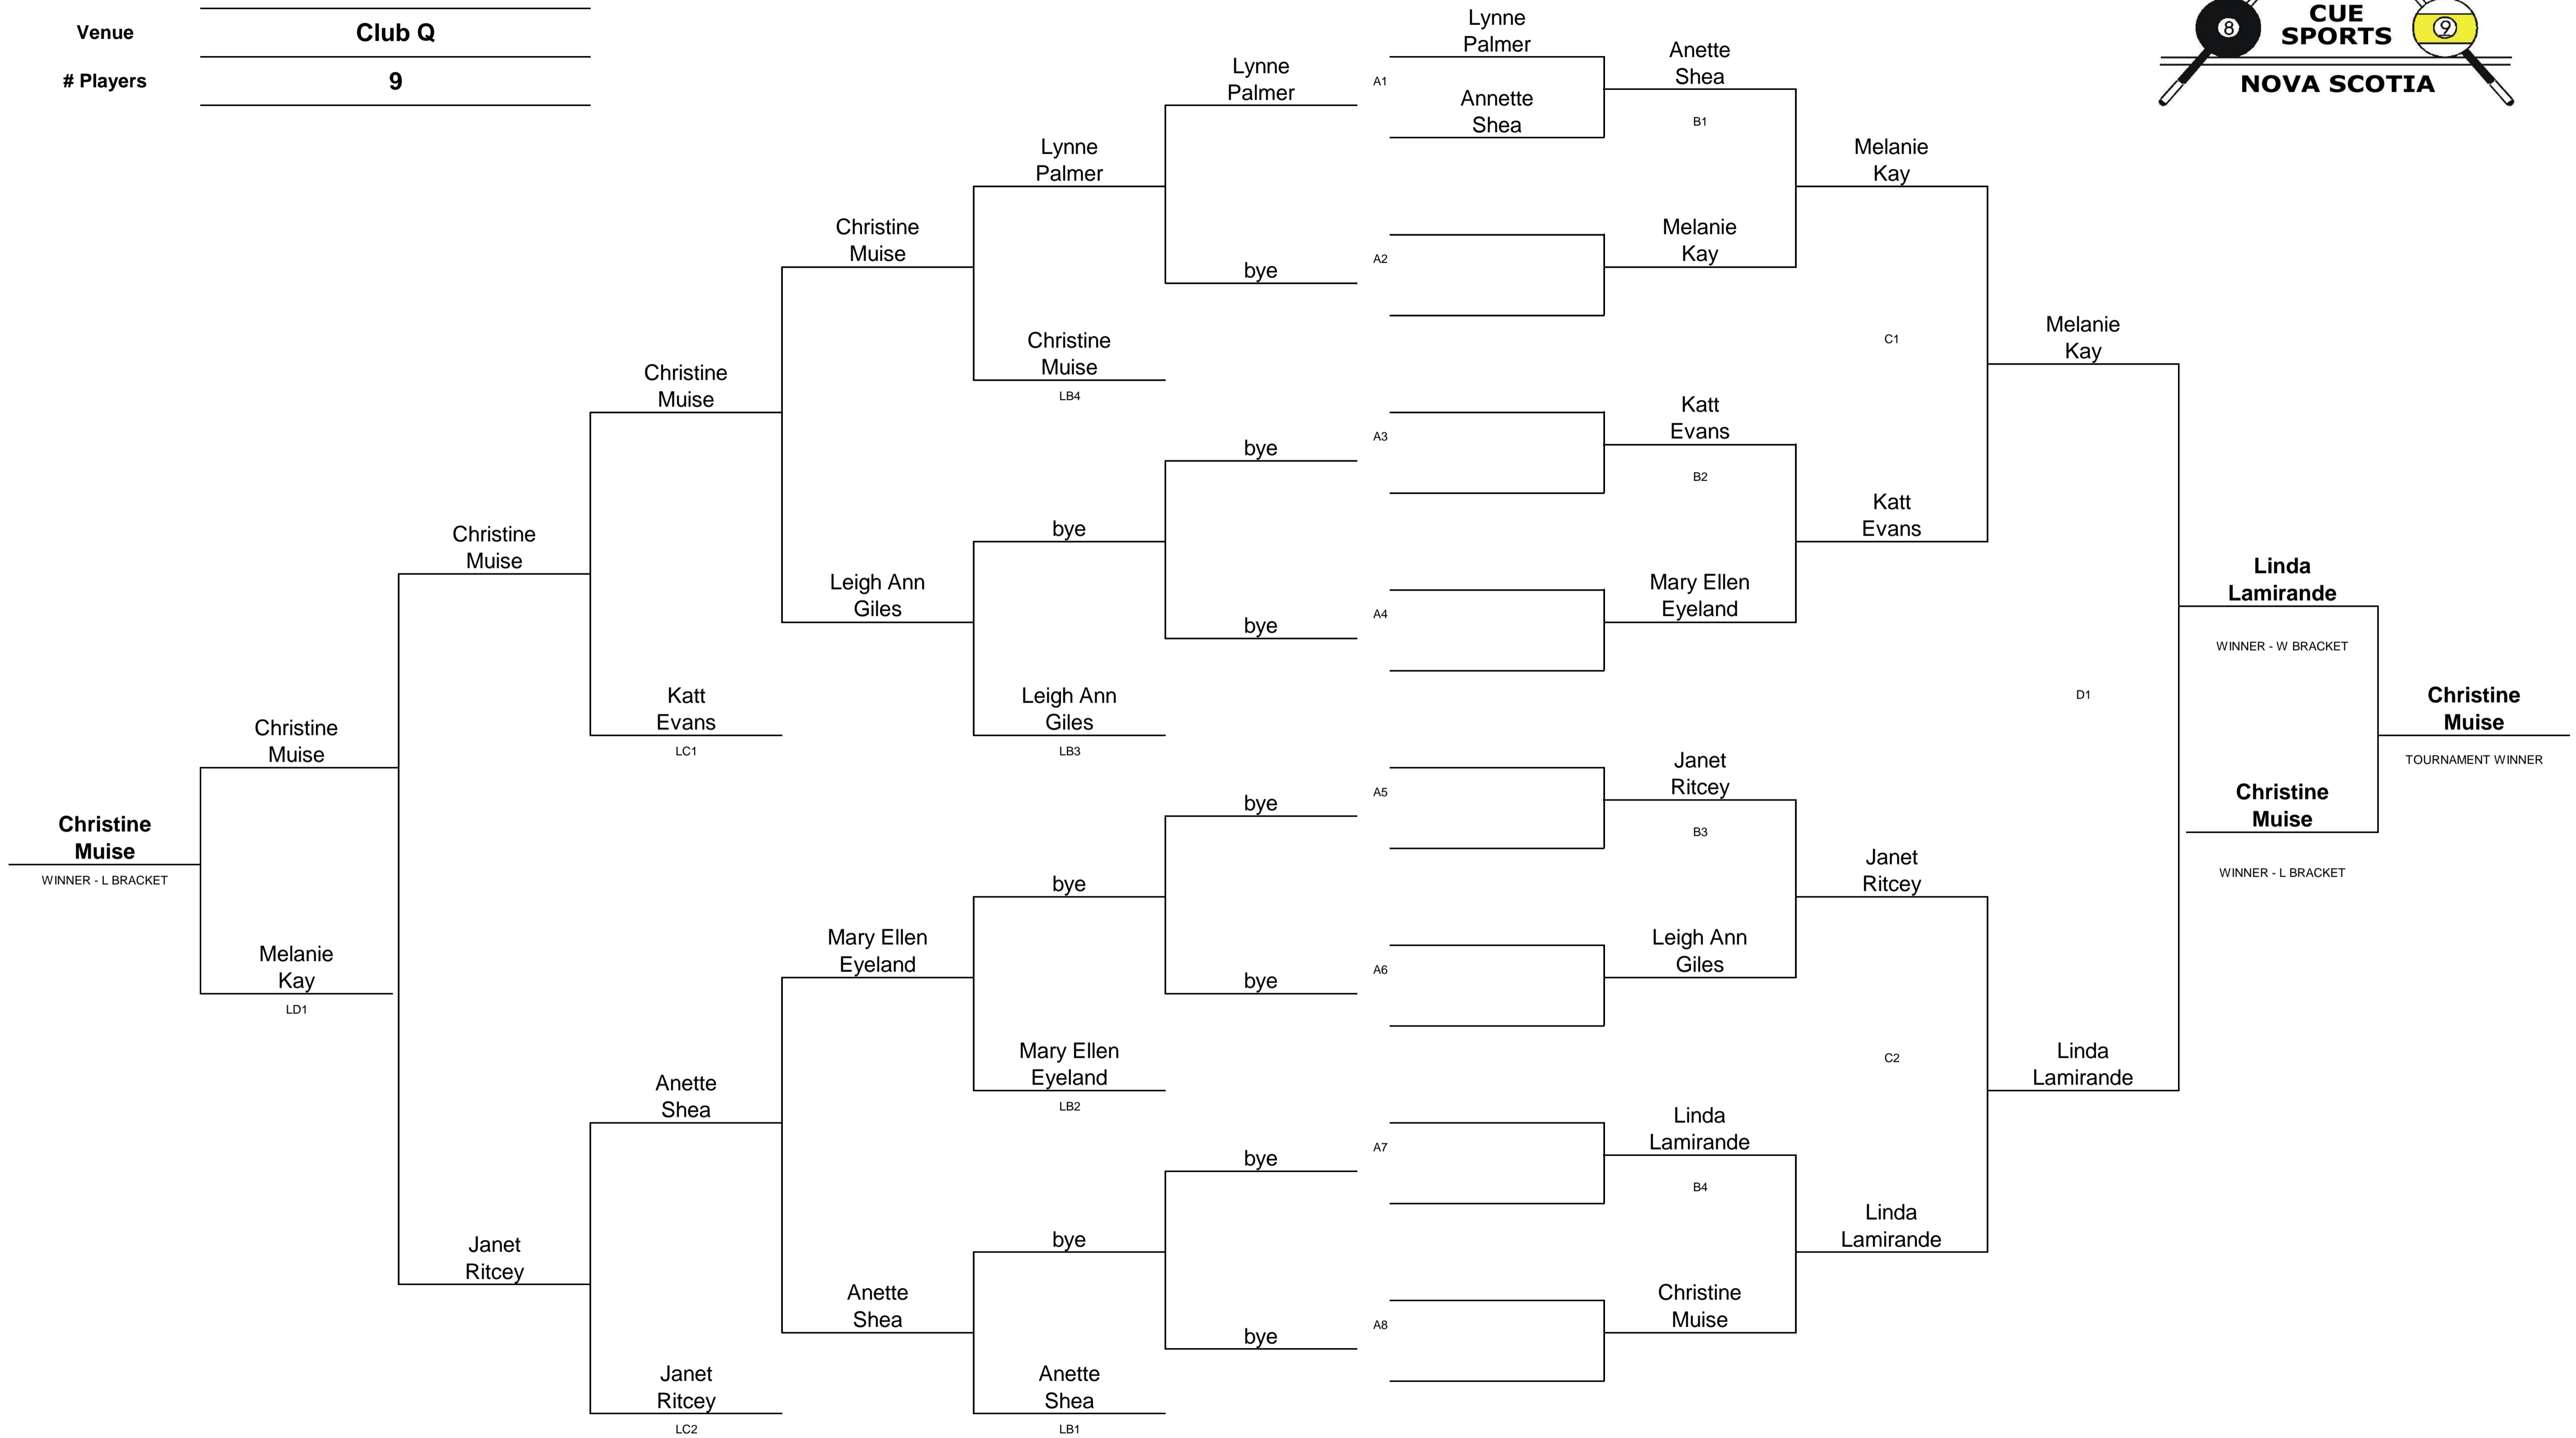 Venue
Club Q
# Players
9
CUE
SPORTS
NOVA SCOTIA
8
9
Lynne
Palmer
A1
Annette
Shea
Anette
Shea
B1
A2
Melanie
Kay
Melanie
Kay
C1
A3
Katt
Evans
B2
Katt
Evans
A4
Mary Ellen
Eyeland
Melanie
Kay
D1
A5
Janet
Ritcey
B3
Janet
Ritcey
A6
Leigh Ann
Giles
C2
A7
Linda
Lamirande
B4
Linda
Lamirande
A8
Christine
Muise
Linda
Lamirande
Linda
Lamirande
WINNER - W BRACKET
Christine
Muise
WINNER - L BRACKET
Christine
Muise
TOURNAMENT WINNER
Lynne
Palmer
bye
bye
bye
bye
bye
bye
bye
Lynne
Palmer
Christine
Muise
LB4
bye
Leigh Ann
Giles
LB3
bye
Mary Ellen
Eyeland
LB2
bye
Anette
Shea
LB1
Christine
Muise
Leigh Ann
Giles
Mary Ellen
Eyeland
Anette
Shea
Christine
Muise
Katt
Evans
LC1
Anette
Shea
Janet
Ritcey
LC2
Christine
Muise
Janet
Ritcey
Christine
Muise
Melanie
Kay
LD1
Christine
Muise
WINNER - L BRACKET